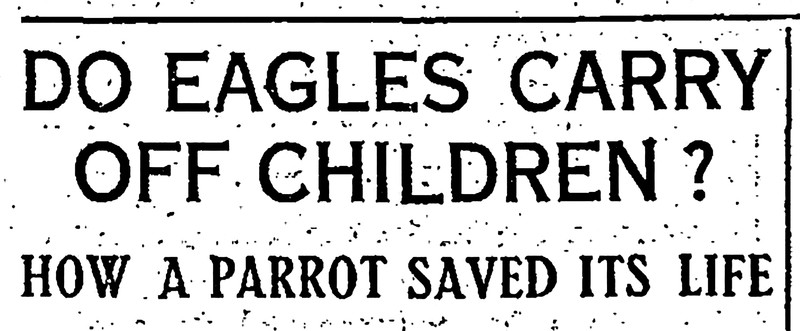 DO EAGLES CARRY
OFF CHILDREN ?
HOW A PARROT SAVED ITS LIFE